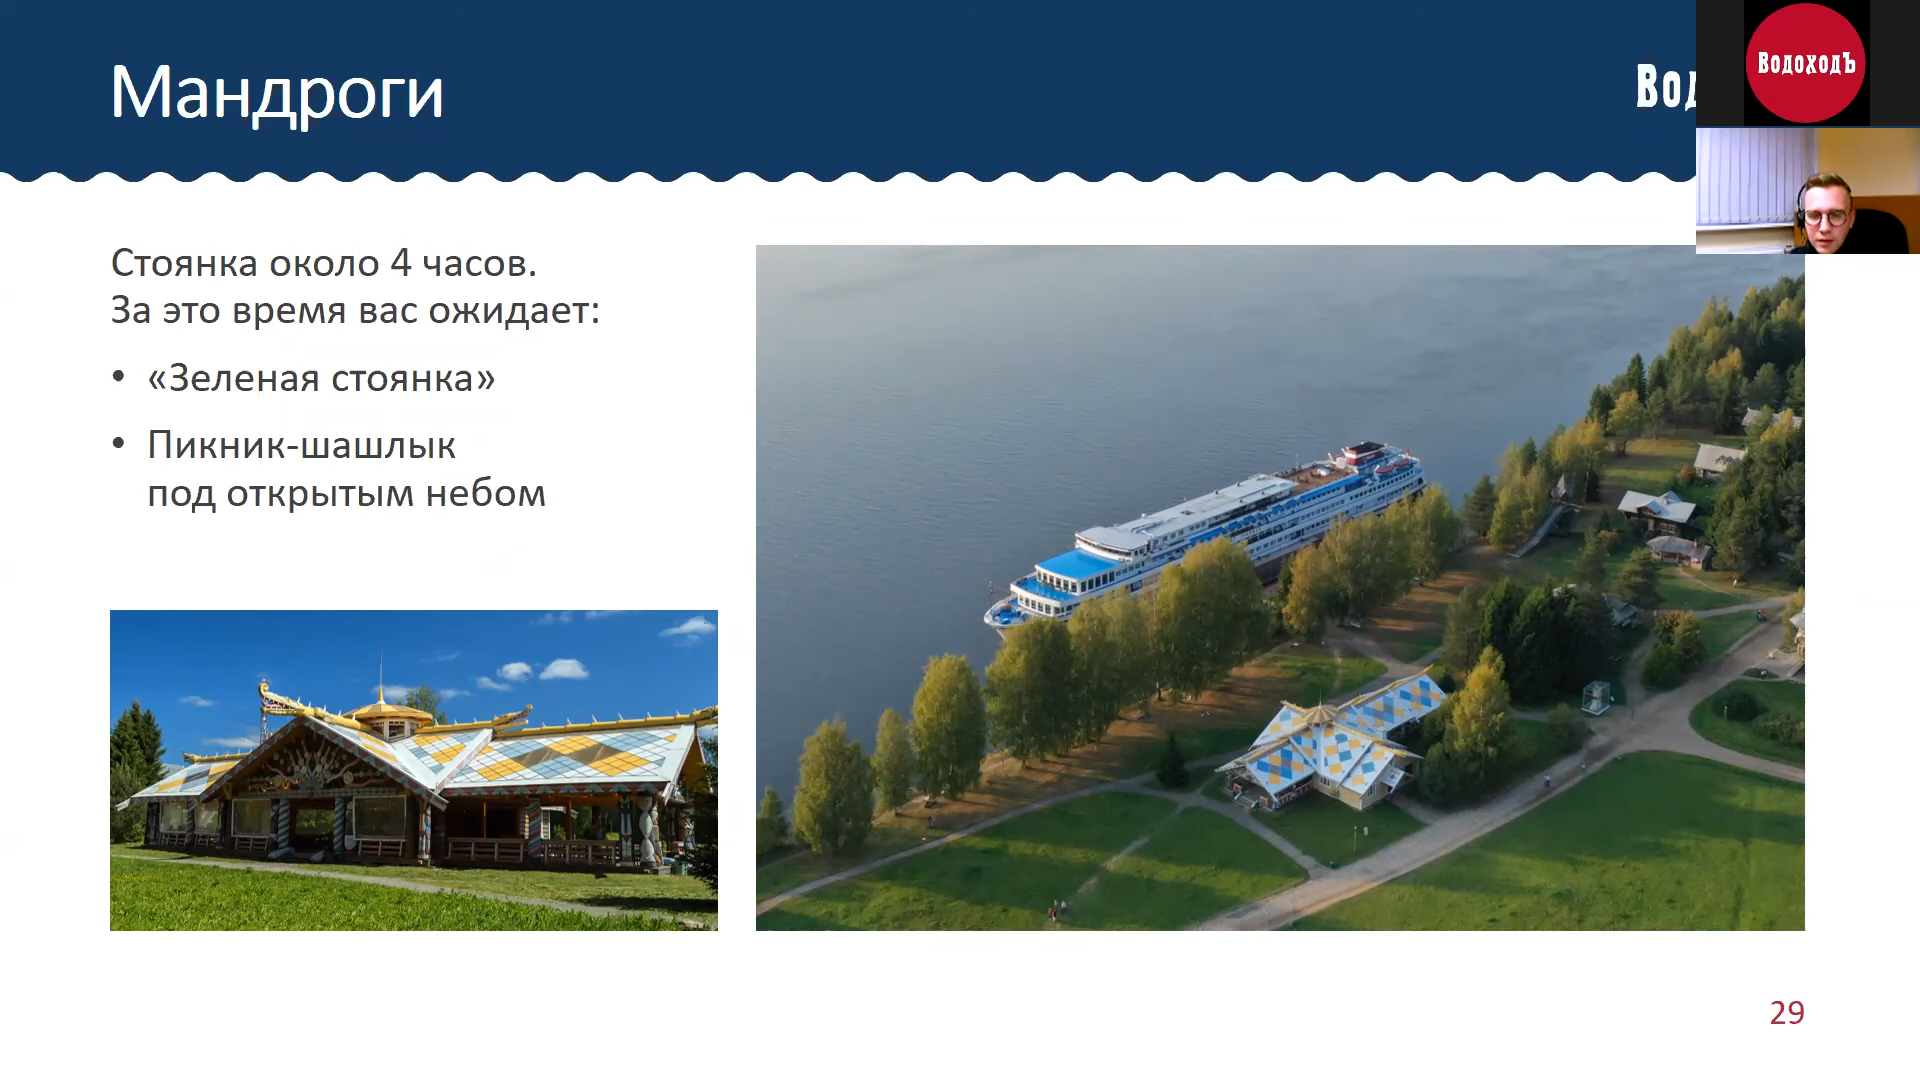 Мандроги
ВодоходЪ
Стоянка около 4 часов.
За это время вас ожидает:
• «Зеленая стоянка»
• Пикник-шашлык
под открытым небом
29